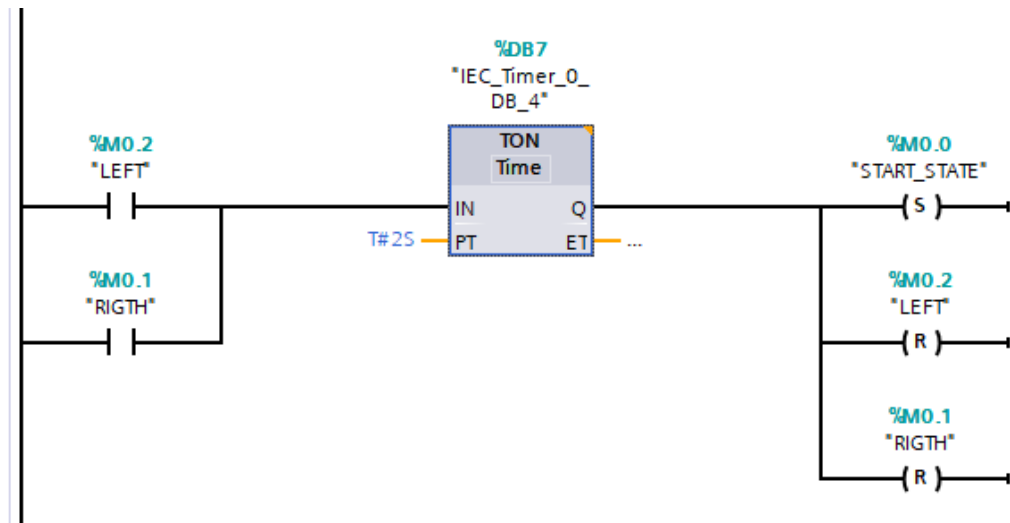 %DB7
"IEC_Timer_0_
DB_4"
TON
Time
%M0.2
"LEFT"
%M0.0
"START_STATE"
S
IN
Q
T#2S
PT
ET
...
%M0.1
"RIGTH"
%M0.2
"LEFT"
R
%M0.1
"RIGTH"
R